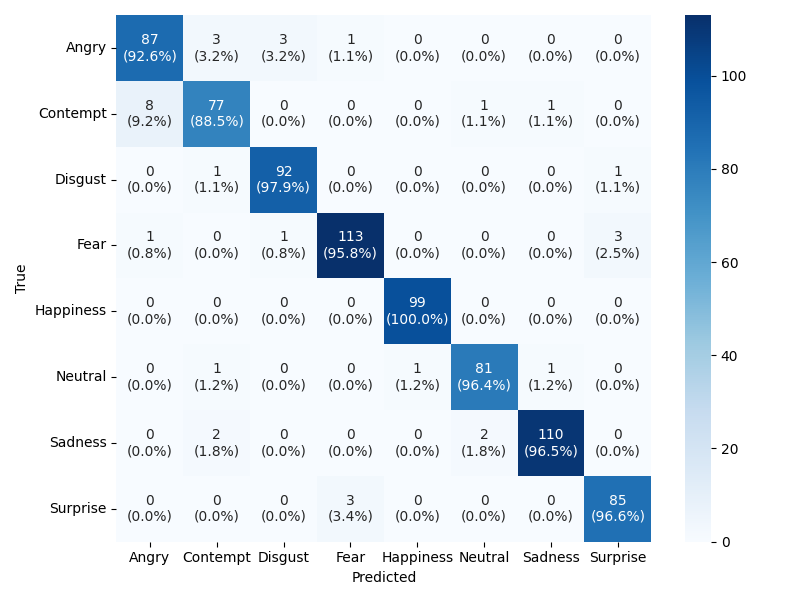 Angry 87 3 3 1 0 0 0 0
(92.6%) (3.2%) (3.2%) (1.1%) (0.0%) (0.0%) (0.0%) (0.0%)
Contempt 8 77 0 0 0 1 1 0
(9.2%) (88.5%) (0.0%) (0.0%) (0.0%) (1.1%) (1.1%) (0.0%)
Disgust 0 1 92 0 0 0 0 1
(0.0%) (1.1%) (97.9%) (0.0%) (0.0%) (0.0%) (0.0%) (1.1%)
Fear 1 0 1 113 0 0 0 3
(0.8%) (0.0%) (0.8%) (95.8%) (0.0%) (0.0%) (0.0%) (2.5%)
Happiness 0 0 0 0 99 0 0 0
(0.0%) (0.0%) (0.0%) (0.0%) (100.0%) (0.0%) (0.0%) (0.0%)
Neutral 0 1 0 0 1 81 1 0
(0.0%) (1.2%) (0.0%) (0.0%) (1.2%) (96.4%) (1.2%) (0.0%)
Sadness 0 2 0 0 0 2 110 0
(0.0%) (1.8%) (0.0%) (0.0%) (0.0%) (1.8%) (96.5%) (0.0%)
Surprise 0 0 0 3 0 0 0 85
(0.0%) (0.0%) (0.0%) (3.4%) (0.0%) (0.0%) (0.0%) (96.6%)
Angry Contempt Disgust Fear Happiness Neutral Sadness Surprise
Predicted
True
100
80
60
40
20
0